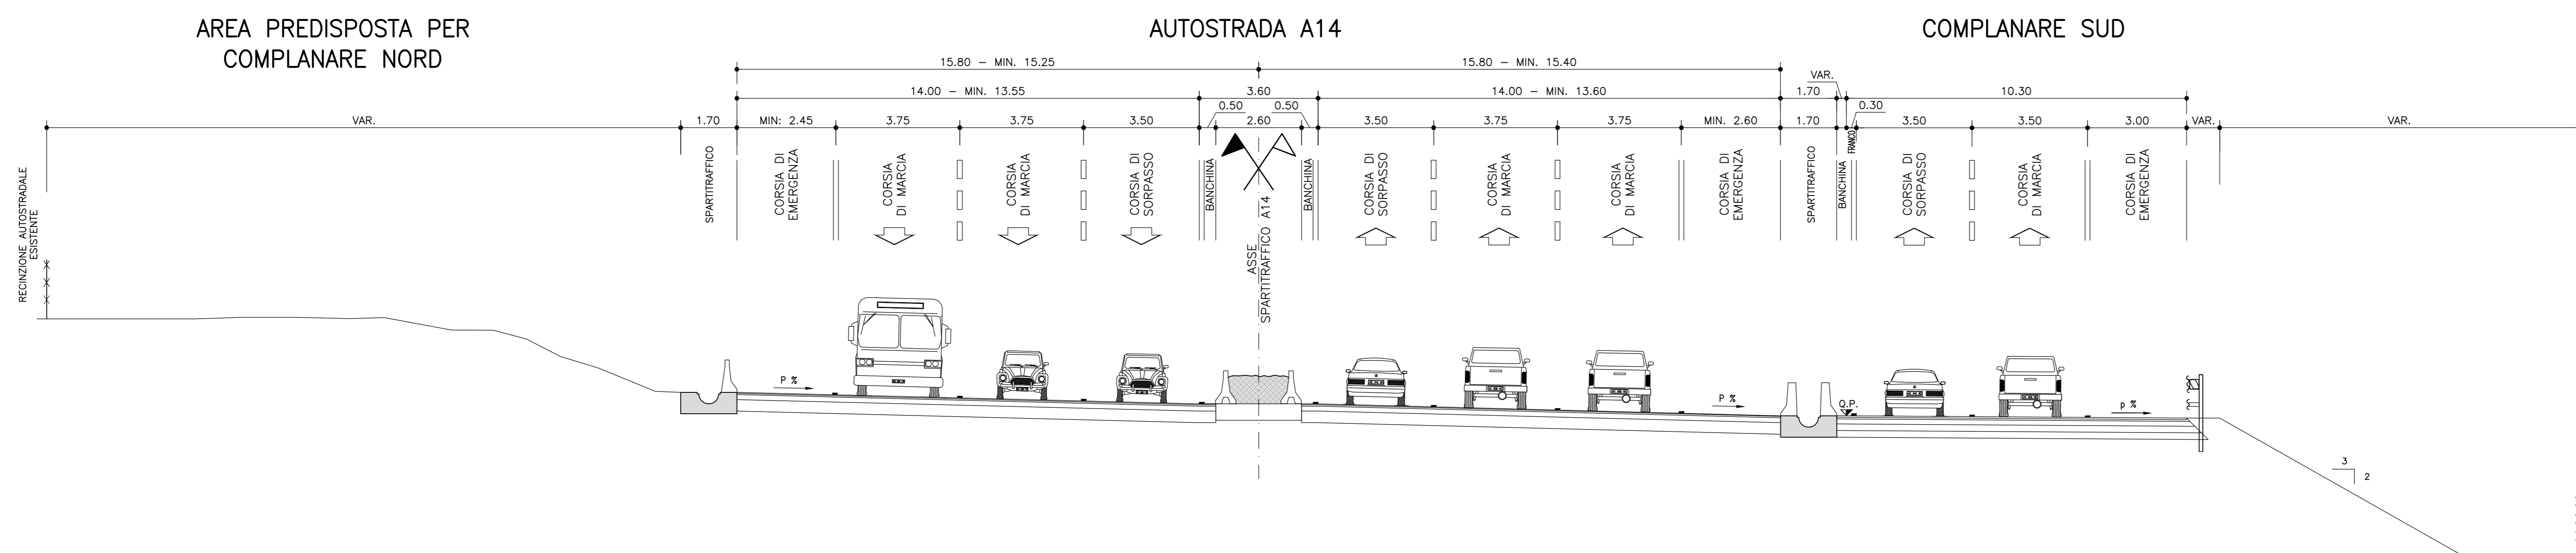 AREA PREDISPOSTA PER
COMPLANARE NORD
AUTOSTRADA A14
COMPLANARE SUD
15.80 – MIN. 15.25
15.80 – MIN. 15.40
VAR.
14.00 – MIN. 13.55
3.60
14.00 – MIN. 13.60
1.70
10.30
0.50
0.50
0.30
VAR.
1.70
MIN: 2.45
3.75
3.75
3.50
2.60
3.50
3.75
3.75
MIN. 2.60
1.70
3.50
3.50
3.00
VAR.
VAR.
RECINZIONE AUTOSTRADALE
ESISTENTE
SPARTITRAFFICO
CORSIA DI
EMERGENZA
CORSIA
DI MARCIA
CORSIA
DI MARCIA
CORSIA DI
SORPASSO
BANCHINA
ASSE
SPARTITRAFFICO A14
BANCHINA
CORSIA DI
SORPASSO
CORSIA
DI MARCIA
CORSIA
DI MARCIA
CORSIA DI
EMERGENZA
SPARTITRAFFICO
BANCHINA
FRANCO
CORSIA DI
SORPASSO
CORSIA
DI MARCIA
CORSIA DI
EMERGENZA
P %
P %
Q.P.
p %
3
2